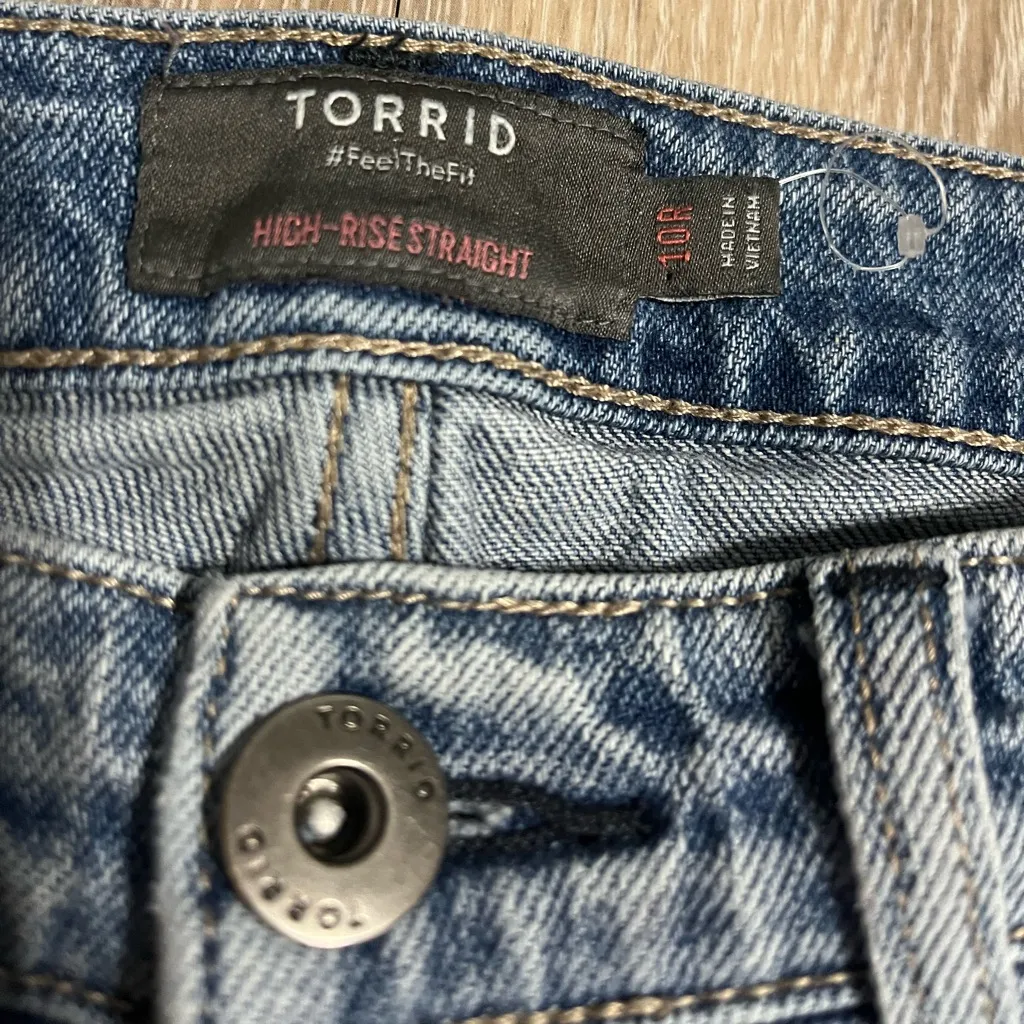 TORRID
#FeelTheFit
HIGH-RISE STRAIGHT
10R
MADE IN
VIETNAM
TORRID
TORRID